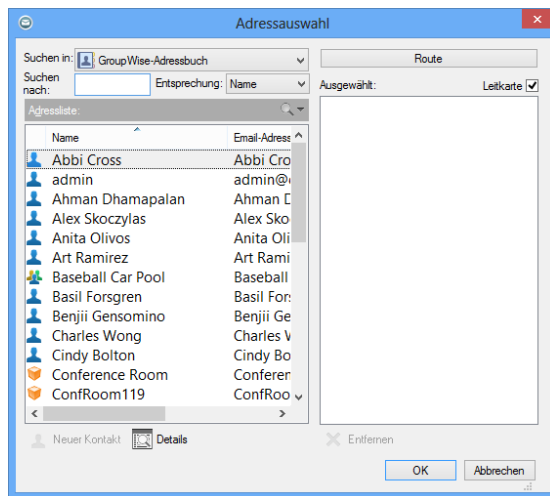 Adressauswahl
Suchen in: GroupWise-Adressbuch
Suchen nach: Entsprechung: Name
Adressliste:
Name Email-Adress
Abbi Cross Abbi Cro
admin admin@
Ahman Dhamapalan Ahman D
Alex Skoczylas Alex Sko
Anita Olivos Anita Oli
Art Ramirez Art Rami
Baseball Car Pool Baseball
Basil Forsgren Basil Fors
Benjii Gensomino Benjii Ge
Charles Wong Charles W
Cindy Bolton Cindy Bo
Conference Room Conferen
ConfRoom119 ConfRoo
Neuer Kontakt Details
Route
Ausgewählt: Leitkarte
Entfernen
OK Abbrechen